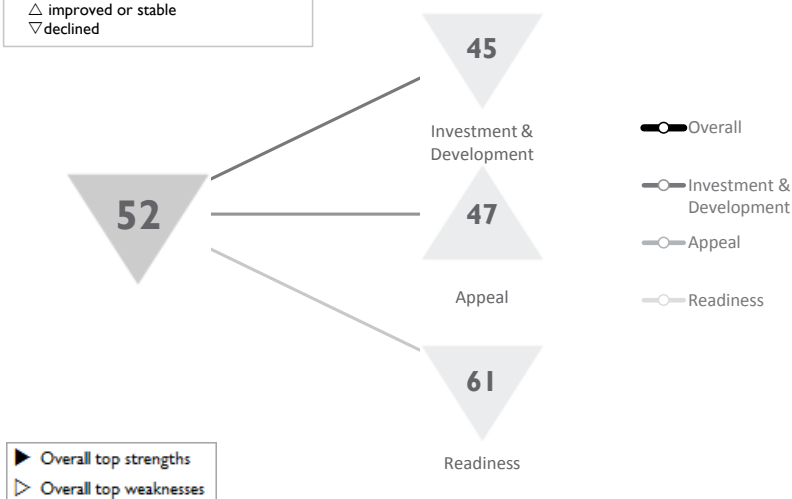 △ improved or stable
▽ declined
45
Investment &
Development
52
47
Appeal
61
Readiness
Overall
Investment &
Development
Appeal
Readiness
▶ Overall top strengths
▷ Overall top weaknesses